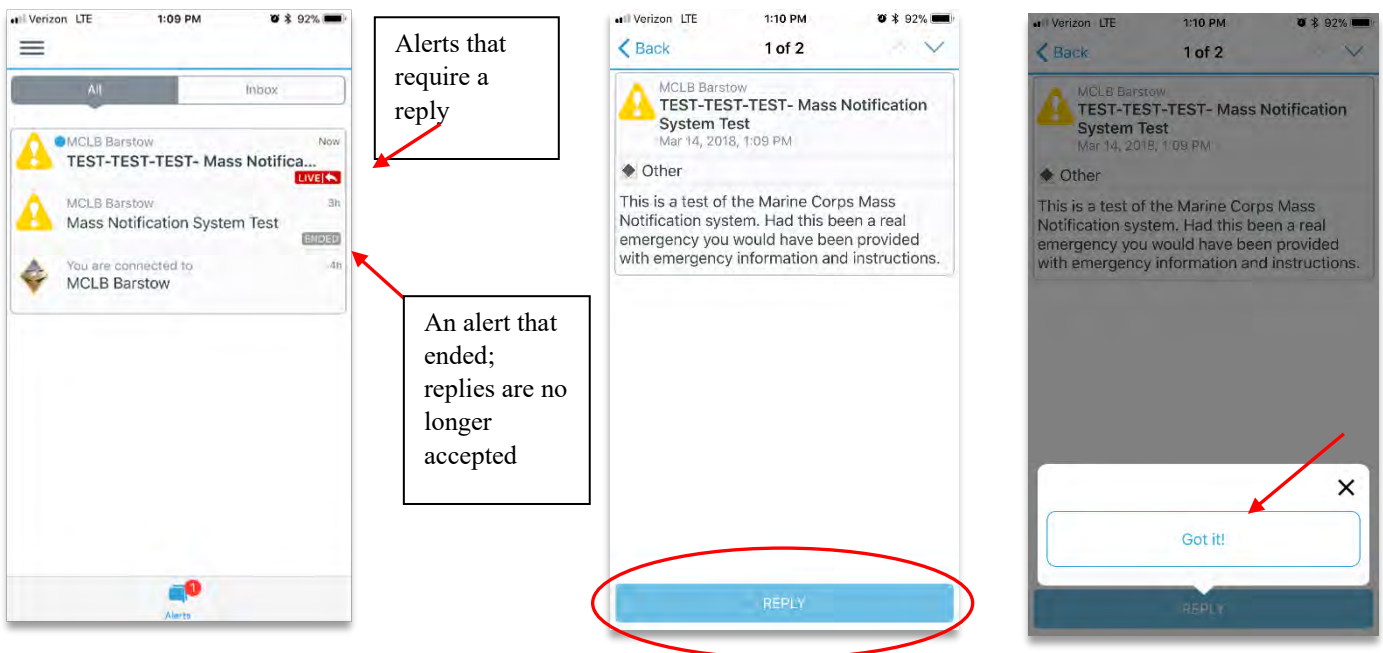 Verizon LTE 1:09 PM 92%
All Inbox
MCLB Barstow Now
TEST-TEST-TEST- Mass Notifica...
LIVE
MCLB Barstow 3h
Mass Notification System Test
ENDED
You are connected to 4h
MCLB Barstow
1
Alerts
Alerts that
require a
reply
An alert that
ended;
replies are no
longer
accepted
Verizon LTE 1:10 PM 92%
Back 1 of 2
MCLB Barstow
TEST-TEST-TEST- Mass Notification
System Test
Mar 14, 2018, 1:09 PM
Other
This is a test of the Marine Corps Mass
Notification system. Had this been a real
emergency you would have been provided
with emergency information and instructions.
REPLY
Verizon LTE 1:10 PM 92%
Back 1 of 2
MCLB Barstow
TEST-TEST-TEST- Mass Notification
System Test
Mar 14, 2018, 1:09 PM
Other
This is a test of the Marine Corps Mass
Notification system. Had this been a real
emergency you would have been provided
with emergency information and instructions.
Got it!
REPLY